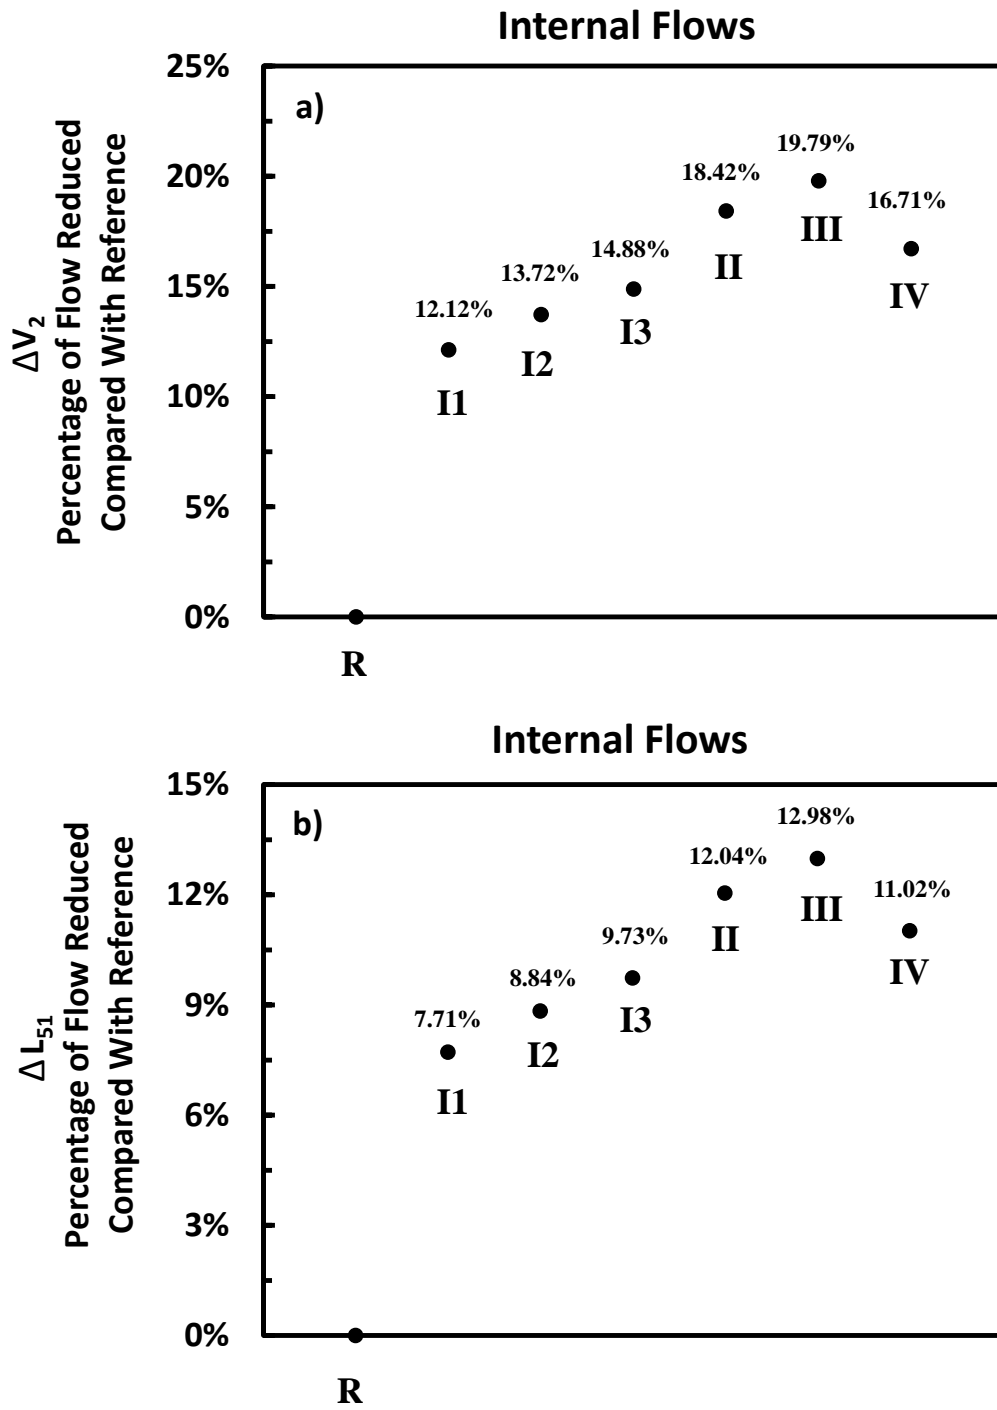 Internal Flows
ΔV2
Percentage of Flow Reduced
Compared With Reference
25%
20%
15%
10%
5%
0%
a)
12.12%
13.72%
14.88%
18.42%
19.79%
16.71%
R
I1
I2
I3
II
III
IV
Internal Flows
ΔL51
Percentage of Flow Reduced
Compared With Reference
15%
12%
9%
6%
3%
0%
b)
7.71%
8.84%
9.73%
12.04%
12.98%
11.02%
R
I1
I2
I3
II
III
IV